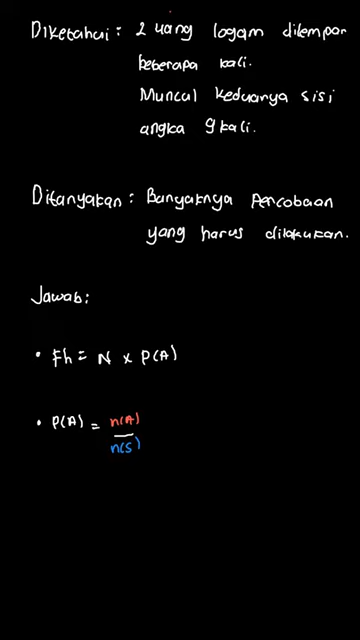 Diketahui : 2 uang logam dilempar
beberapa kali.
Muncul keduanya sisi
angka 9 kali.
Ditanyakan : Banyaknya Percobaan
yang harus dilakukan.
Jawab:
• Fh = N x P(A)
• P(A) = n(A)
n(S)